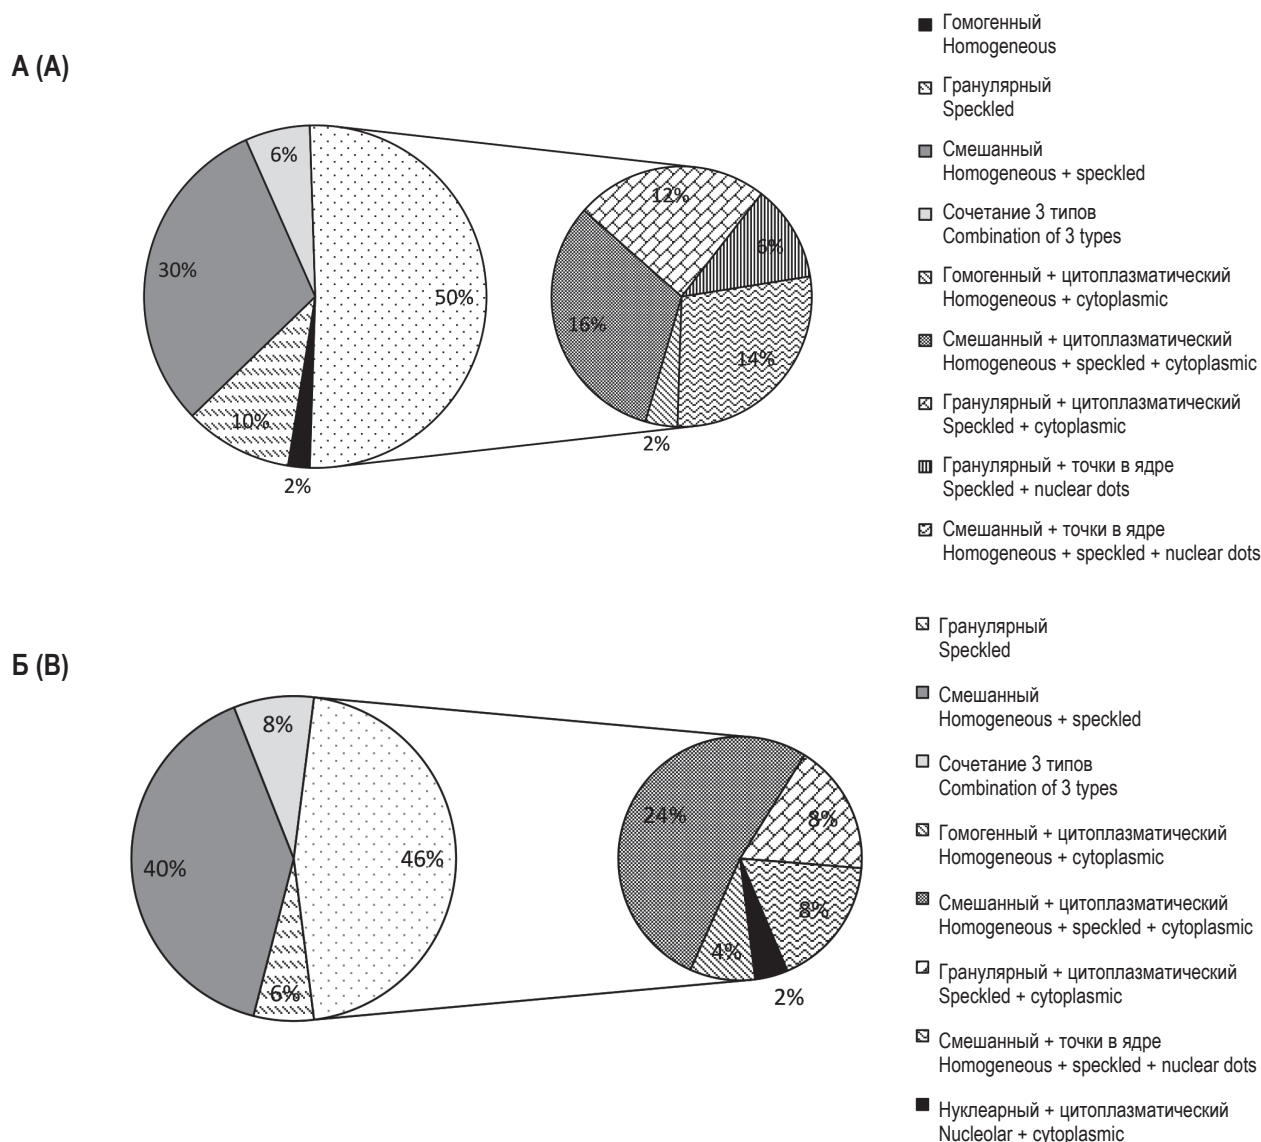 А (A)
6%
30%
50%
10%
2%
12%
6%
16%
14%
2%
Гомогенный
Homogeneous
Гранулярный
Speckled
Смешанный
Homogeneous + speckled
Сочетание 3 типов
Combination of 3 types
Гомогенный + цитоплазматический
Homogeneous + cytoplasmic
Смешанный + цитоплазматический
Homogeneous + speckled + cytoplasmic
Гранулярный + цитоплазматический
Speckled + cytoplasmic
Гранулярный + точки в ядре
Speckled + nuclear dots
Смешанный + точки в ядре
Homogeneous + speckled + nuclear dots
Б (B)
8%
40%
46%
6%
24%
8%
8%
4%
2%
Гранулярный
Speckled
Смешанный
Homogeneous + speckled
Сочетание 3 типов
Combination of 3 types
Гомогенный + цитоплазматический
Homogeneous + cytoplasmic
Смешанный + цитоплазматический
Homogeneous + speckled + cytoplasmic
Гранулярный + цитоплазматический
Speckled + cytoplasmic
Смешанный + точки в ядре
Homogeneous + speckled + nuclear dots
Нуклеарный + цитоплазматический
Nucleolar + cytoplasmic